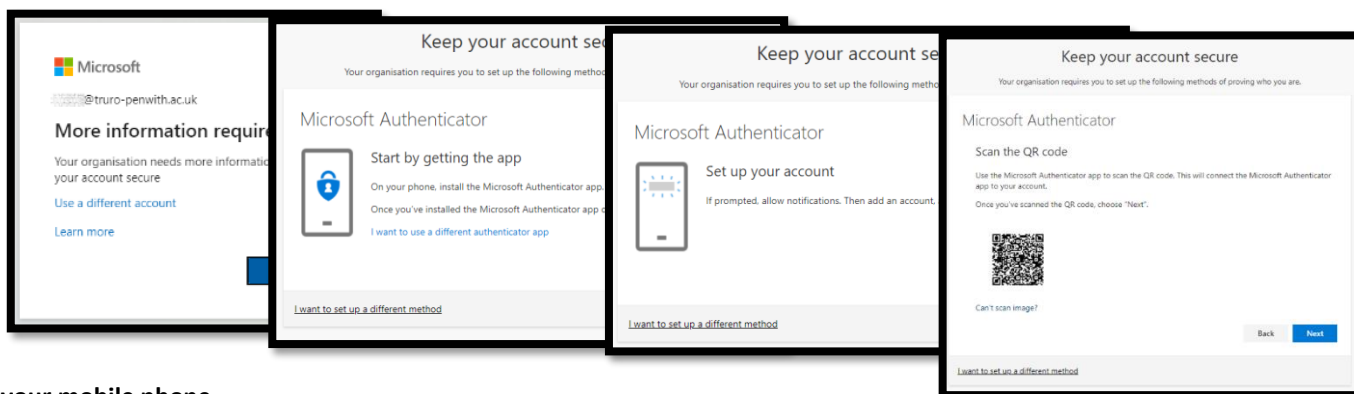 Microsoft
@truro-penwith.ac.uk
More information require
Your organisation needs more informatio
your account secure
Use a different account
Learn more
Keep your account sec
Your organisation requires you to set up the following method
Microsoft Authenticator
Start by getting the app
On your phone, install the Microsoft Authenticator app.
Once you've installed the Microsoft Authenticator app c
I want to use a different authenticator app
I want to set up a different method
Keep your account se
Your organisation requires you to set up the following metho
Microsoft Authenticator
Set up your account
If prompted, allow notifications. Then add an account,
I want to set up a different method
Keep your account secure
Your organisation requires you to set up the following methods of proving who you are.
Microsoft Authenticator
Scan the QR code
Use the Microsoft Authenticator app to scan the QR code. This will connect the Microsoft Authenticator
app to your account.
Once you've scanned the QR code, choose "Next".
Can't scan image?
Back Next
I want to set up a different method
your mobile phone